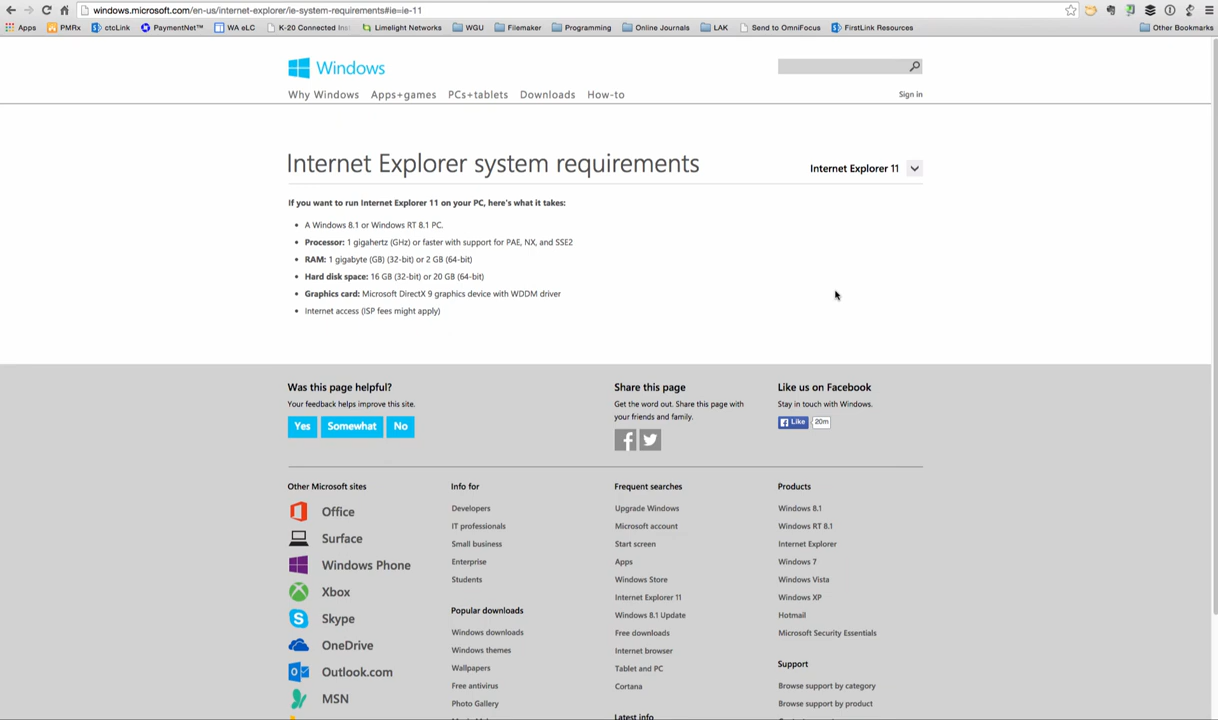 windows.microsoft.com/en-us/internet-explorer/ie-system-requirements#ie=ie-11
Apps PMRx ctcLink PaymentNet™ WA eLC K-20 Connected Ins Limelight Networks WGU Filemaker Programming Online Journals LAK Send to OmniFocus FirstLink Resources Other Bookmarks
Windows
Why Windows Apps+games PCs+tablets Downloads How-to Sign in
Internet Explorer system requirements Internet Explorer 11
If you want to run Internet Explorer 11 on your PC, here's what it takes:
• A Windows 8.1 or Windows RT 8.1 PC.
• Processor: 1 gigahertz (GHz) or faster with support for PAE, NX, and SSE2
• RAM: 1 gigabyte (GB) (32-bit) or 2 GB (64-bit)
• Hard disk space: 16 GB (32-bit) or 20 GB (64-bit)
• Graphics card: Microsoft DirectX 9 graphics device with WDDM driver
• Internet access (ISP fees might apply)
Was this page helpful?
Your feedback helps improve this site.
Yes Somewhat No
Share this page
Get the word out. Share this page with
your friends and family.
Like us on Facebook
Stay in touch with Windows.
Like 20m
Other Microsoft sites
Office
Surface
Windows Phone
Xbox
Skype
OneDrive
Outlook.com
MSN
Info for
Developers
IT professionals
Small business
Enterprise
Students
Popular downloads
Windows downloads
Windows themes
Wallpapers
Free antivirus
Photo Gallery
Frequent searches
Upgrade Windows
Microsoft account
Start screen
Apps
Windows Store
Internet Explorer 11
Windows 8.1 Update
Free downloads
Internet browser
Tablet and PC
Cortana
Latest info
Products
Windows 8.1
Windows RT 8.1
Internet Explorer
Windows 7
Windows Vista
Windows XP
Hotmail
Microsoft Security Essentials
Support
Browse support by category
Browse support by product